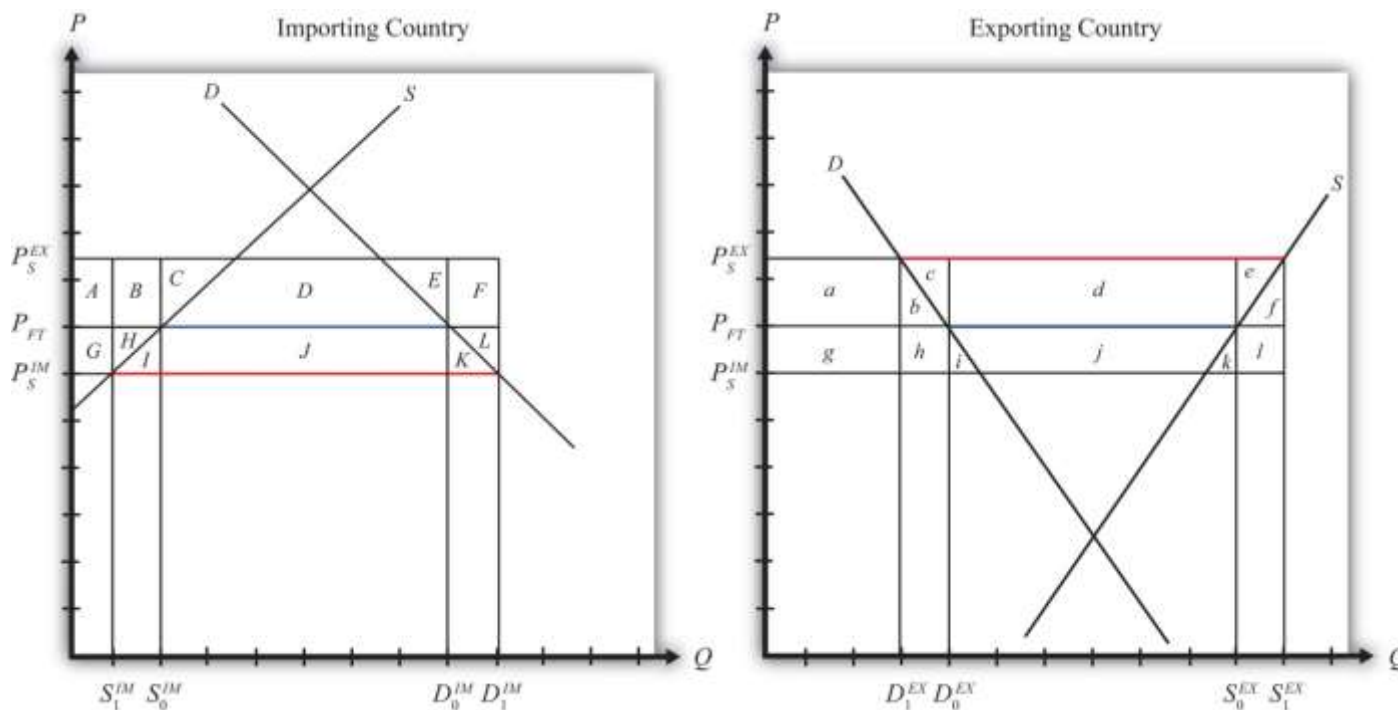 P Importing Country
D S
P_S^EX
A B C D E F
P_FT
G H I J K L
P_S^IM
Q
S_1^IM S_0^IM D_0^IM D_1^IM
P Exporting Country
D S
P_S^EX
a b c d e f
P_FT
g h i j k l
P_S^IM
Q
D_1^EX D_0^EX S_0^EX S_1^EX